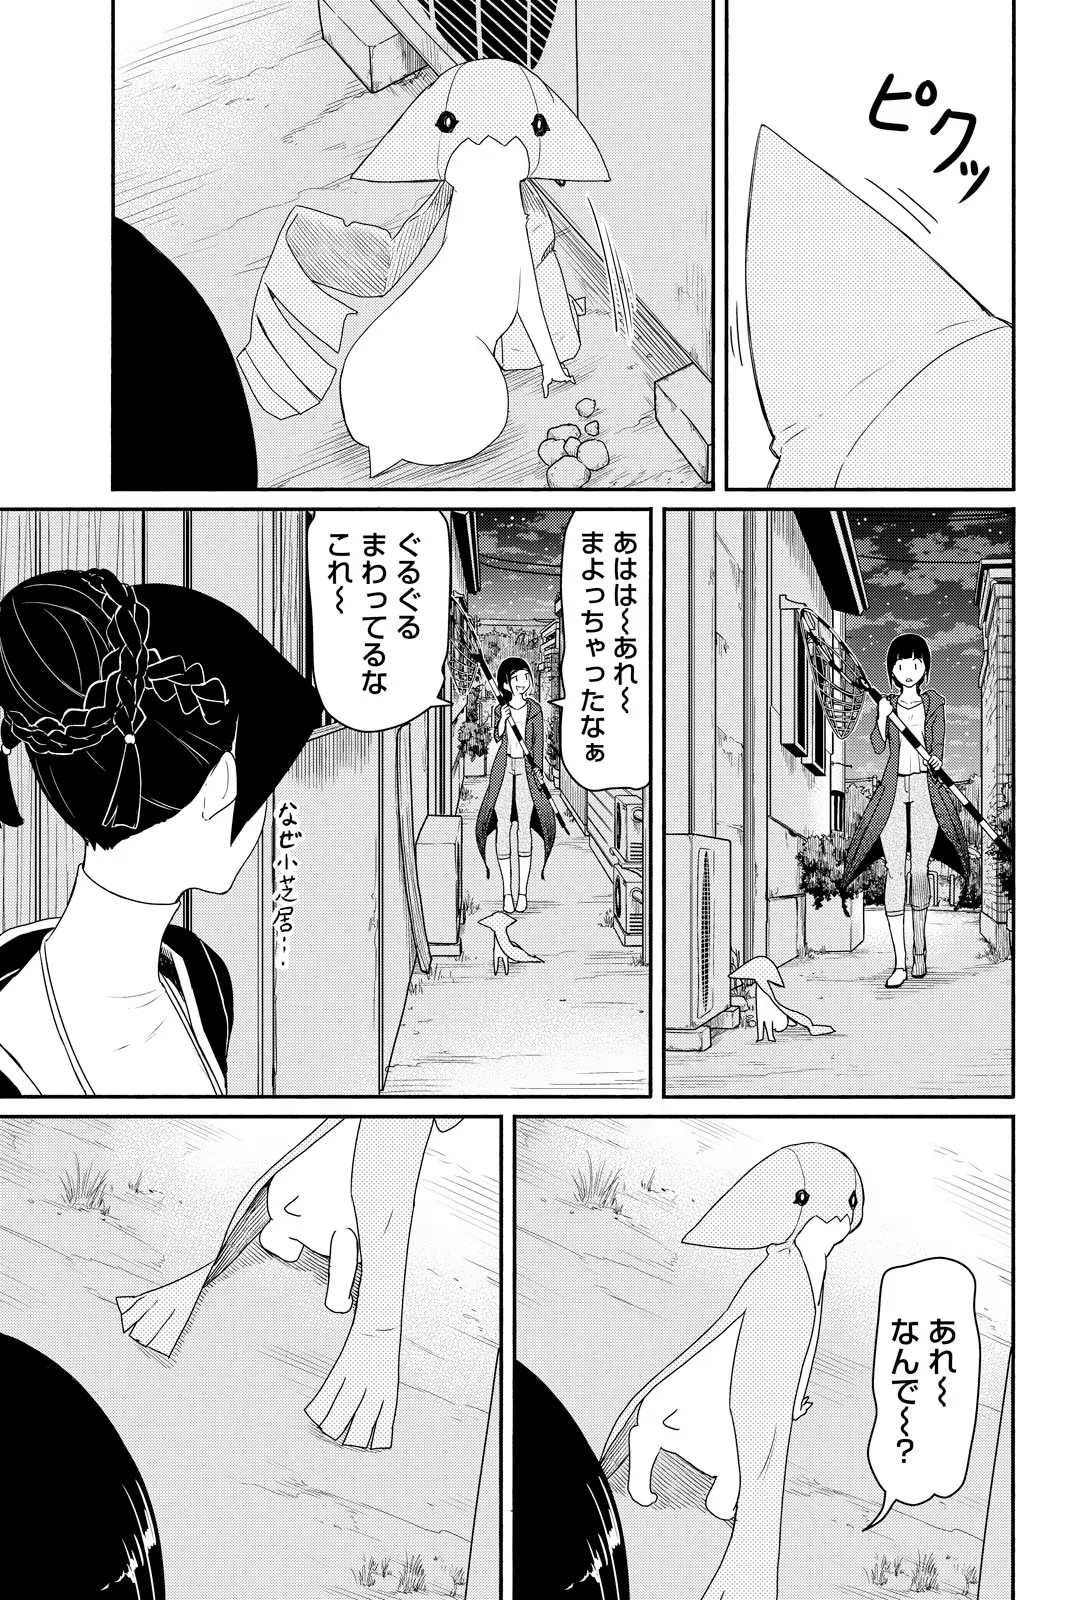 ピクッ
あはは〜あれ〜
まよっちゃったなぁ
ぐるぐる
まわってるな
これ〜
なぜ小芝居…
あれ〜
なんで〜?